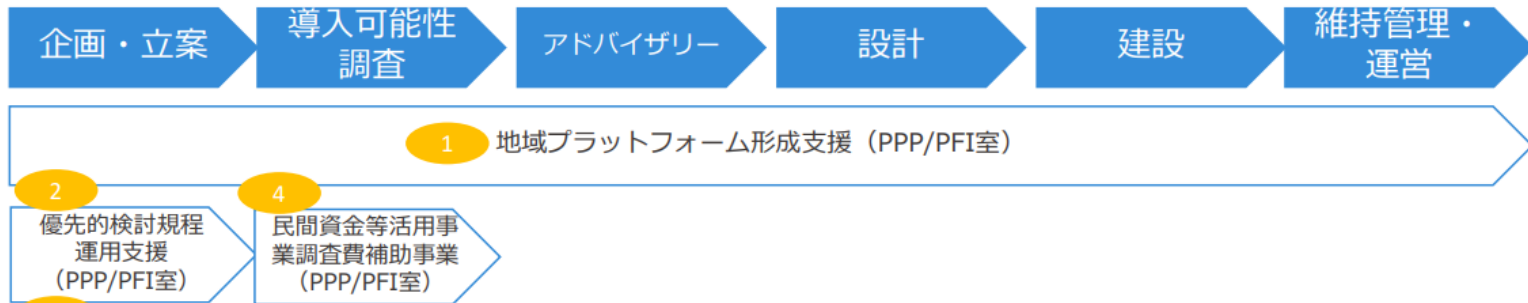 企画・立案
導入可能性
調査
アドバイザリー
設計
建設
維持管理・
運営
1
地域プラットフォーム形成支援（PPP/PFI室）
2
優先的検討規程
運用支援
（PPP/PFI室）
4
民間資金等活用事
業調査費補助事業
（PPP/PFI室）